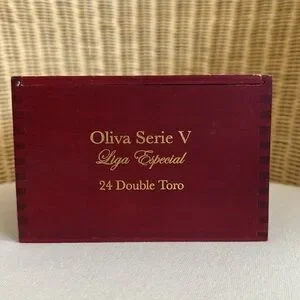 Oliva Serie V
Liga Especial
24 Double Toro